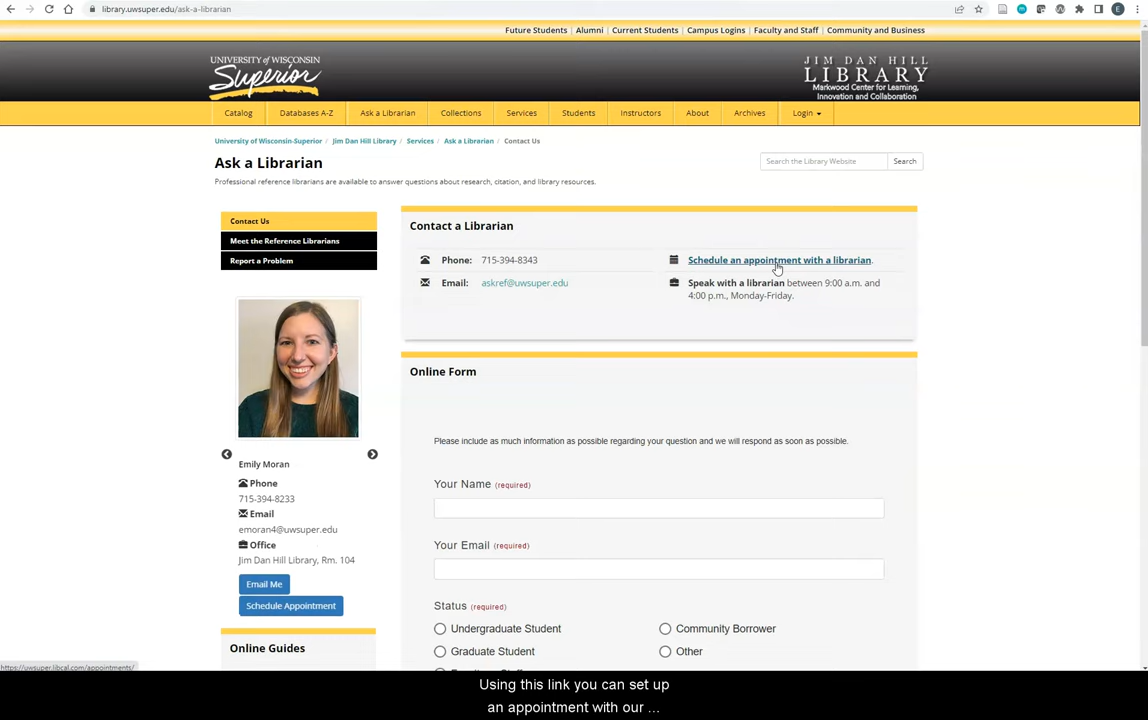 library.uwsuper.edu/ask-a-librarian
E
Future Students | Alumni | Current Students | Campus Logins | Faculty and Staff | Community and Business
UNIVERSITY OF WISCONSIN
Superior
JIM DAN HILL
LIBRARY
Markwood Center for Learning,
Innovation and Collaboration
Catalog Databases A-Z Ask a Librarian Collections Services Students Instructors About Archives Login
University of Wisconsin-Superior / Jim Dan Hill Library / Services / Ask a Librarian / Contact Us
Ask a Librarian
Search the Library Website Search
Professional reference librarians are available to answer questions about research, citation, and library resources.
Contact Us
Meet the Reference Librarians
Report a Problem
Contact a Librarian
Phone: 715-394-8343
Schedule an appointment with a librarian.
Email: askref@uwsuper.edu
Speak with a librarian between 9:00 a.m. and
4:00 p.m., Monday-Friday.
Emily Moran
Phone
715-394-8233
Email
emoran4@uwsuper.edu
Office
Jim Dan Hill Library, Rm. 104
Email Me
Schedule Appointment
Online Guides
Online Form
Please include as much information as possible regarding your question and we will respond as soon as possible.
Your Name (required)
Your Email (required)
Status (required)
Undergraduate Student
Community Borrower
Graduate Student
Other
https://uwsuper.libcal.com/appointments/
Using this link you can set up
an appointment with our ...